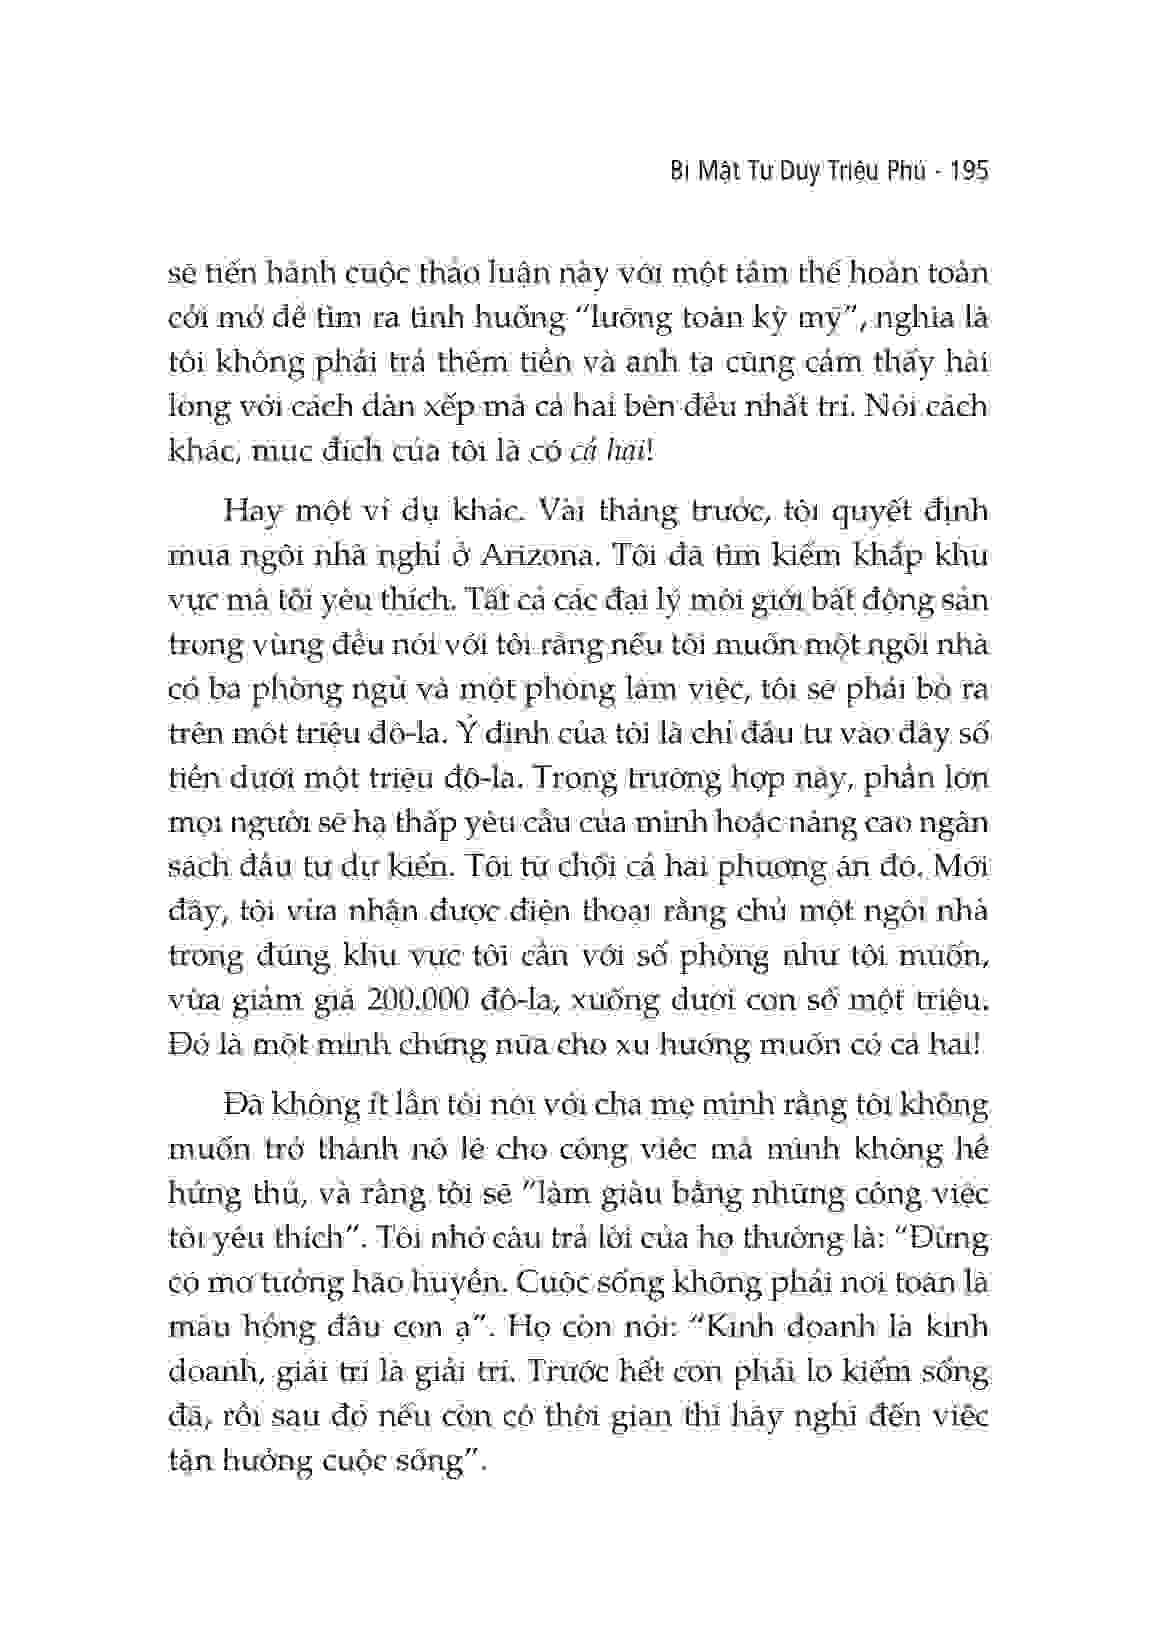 Bí Mật Tư Duy Triệu Phú - 195
sẽ tiến hành cuộc thảo luận này với một tâm thế hoàn toàn
cởi mở để tìm ra tình huống “lưỡng toàn kỳ mỹ”, nghĩa là
tôi không phải trả thêm tiền và anh ta cũng cảm thấy hài
lòng với cách dàn xếp mà cả hai bên đều nhất trí. Nói cách
khác, mục đích của tôi là có cả hai!
Hay một ví dụ khác. Vài tháng trước, tôi quyết định
mua ngôi nhà nghỉ ở Arizona. Tôi đã tìm kiếm khắp khu
vực mà tôi yêu thích. Tất cả các đại lý môi giới bất động sản
trong vùng đều nói với tôi rằng nếu tôi muốn một ngôi nhà
có ba phòng ngủ và một phòng làm việc, tôi sẽ phải bỏ ra
trên một triệu đô-la. Ý định của tôi là chỉ đầu tư vào đây số
tiền dưới một triệu đô-la. Trong trường hợp này, phần lớn
mọi người sẽ hạ thấp yêu cầu của mình hoặc nâng cao ngân
sách đầu tư dự kiến. Tôi từ chối cả hai phương án đó. Mới
đây, tôi vừa nhận được điện thoại rằng chủ một ngôi nhà
trong đúng khu vực tôi cần với số phòng như tôi muốn,
vừa giảm giá 200.000 đô-la, xuống dưới con số một triệu.
Đó là một minh chứng nữa cho xu hướng muốn có cả hai!
Đã không ít lần tôi nói với cha mẹ mình rằng tôi không
muốn trở thành nô lệ cho công việc mà mình không hề
hứng thú, và rằng tôi sẽ “làm giàu bằng những công việc
tôi yêu thích”. Tôi nhớ câu trả lời của họ thường là: “Đừng
có mơ tưởng hão huyền. Cuộc sống không phải nơi toàn là
màu hồng đâu con ạ”. Họ còn nói: “Kinh doanh là kinh
doanh, giải trí là giải trí. Trước hết con phải lo kiếm sống
đã, rồi sau đó nếu còn có thời gian thì hãy nghĩ đến việc
tận hưởng cuộc sống”.